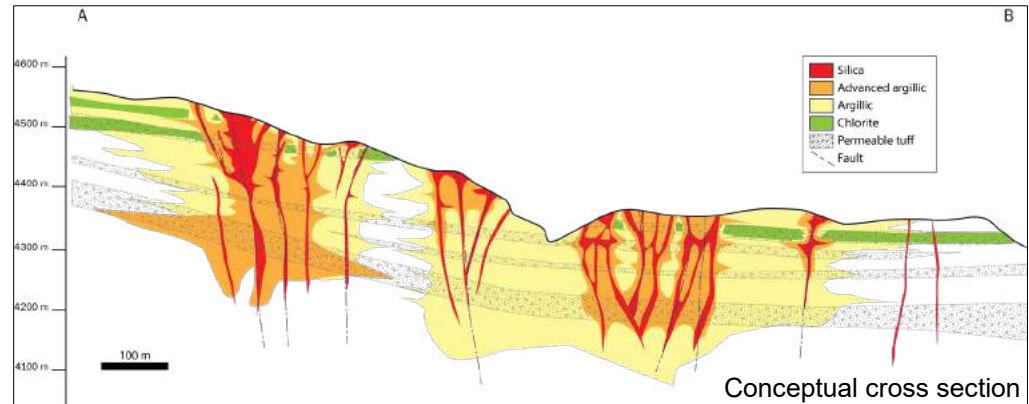 A
B
4600 m
4500 m
4400 m
4300 m
4200 m
4100 m
Silica
Advanced argillic
Argillic
Chlorite
Permeable tuff
Fault
100 m
Conceptual cross section